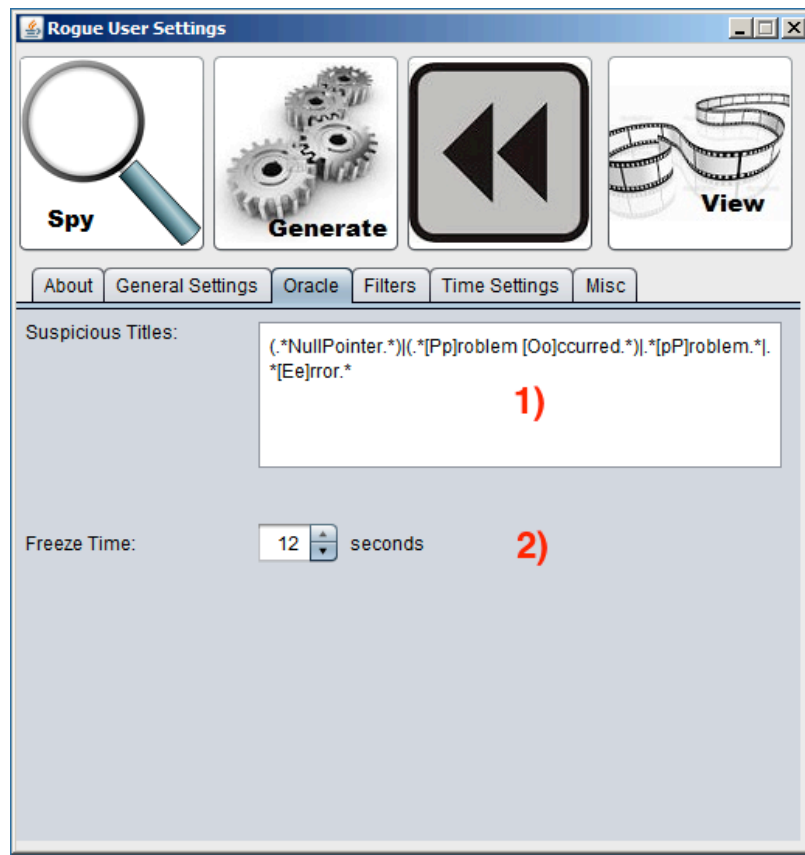 Rogue User Settings
Spy
Generate
View
About
General Settings
Oracle
Filters
Time Settings
Misc
Suspicious Titles:
(.*NullPointer.*)|(.*[Pp]roblem [Oo]ccurred.*)|.*[pP]roblem.*|.
*[Ee]rror.*
1)
Freeze Time:
12
seconds
2)